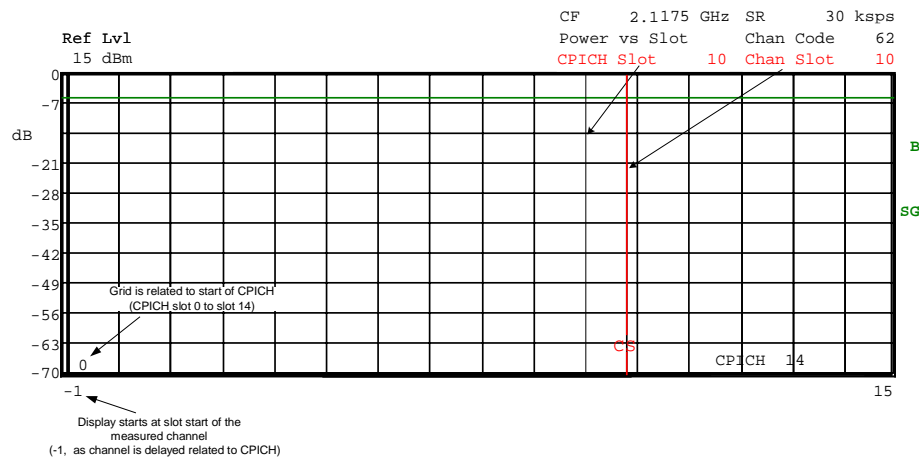 CF 2.1175 GHz SR 30 ksps
Ref Lvl Power vs Slot Chan Code 62
15 dBm CPICH Slot 10 Chan Slot 10
0
-7
dB
B
-21
-28
SG
-35
-42
-49
Grid is related to start of CPICH
(CPICH slot 0 to slot 14)
-56
-63
CS
0 CPICH 14
-70
-1 15
Display starts at slot start of the
measured channel
(-1, as channel is delayed related to CPICH)